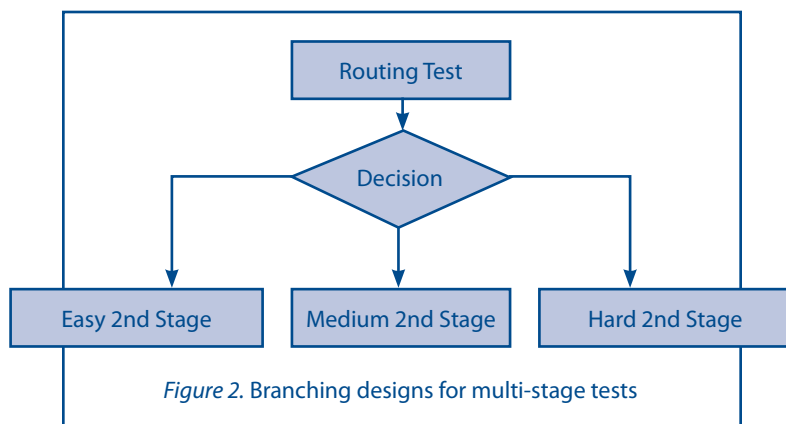 Routing Test
Decision
Easy 2nd Stage
Medium 2nd Stage
Hard 2nd Stage
Figure 2. Branching designs for multi-stage tests